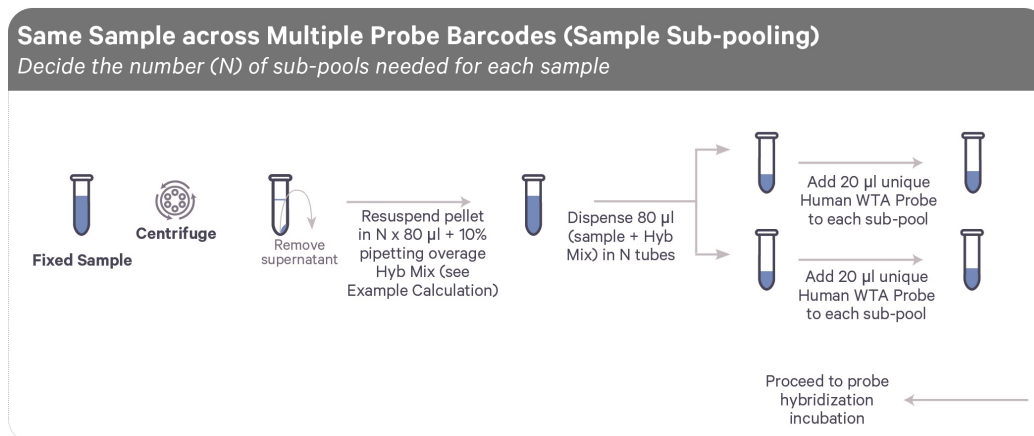 Same Sample across Multiple Probe Barcodes (Sample Sub-pooling)
Decide the number (N) of sub-pools needed for each sample
Fixed Sample
Centrifuge
Remove
supernatant
Resuspend pellet
in N x 80 µl + 10%
pipetting overage
Hyb Mix (see
Example Calculation)
Dispense 80 µl
(sample + Hyb
Mix) in N tubes
Add 20 µl unique
Human WTA Probe
to each sub-pool
Add 20 µl unique
Human WTA Probe
to each sub-pool
Proceed to probe
hybridization
incubation